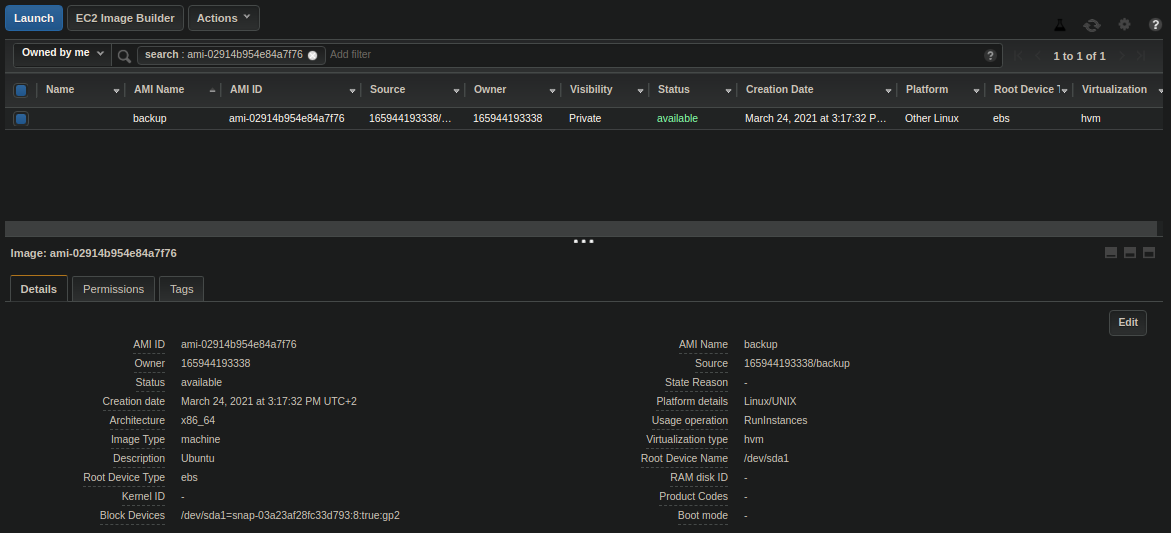 Launch EC2 Image Builder Actions
Owned by me search : ami-02914b954e84a7f76 Add filter 1 to 1 of 1
Name AMI Name AMI ID Source Owner Visibility Status Creation Date Platform Root Device T Virtualization
backup ami-02914b954e84a7f76 165944193338/... 165944193338 Private available March 24, 2021 at 3:17:32 P... Other Linux ebs hvm
Image: ami-02914b954e84a7f76
Details Permissions Tags
Edit
AMI ID ami-02914b954e84a7f76 AMI Name backup
Owner 165944193338 Source 165944193338/backup
Status available State Reason -
Creation date March 24, 2021 at 3:17:32 PM UTC+2 Platform details Linux/UNIX
Architecture x86_64 Usage operation RunInstances
Image Type machine Virtualization type hvm
Description Ubuntu Root Device Name /dev/sda1
Root Device Type ebs RAM disk ID -
Kernel ID - Product Codes -
Block Devices /dev/sda1=snap-03a23af28fc33d793:8:true:gp2 Boot mode -